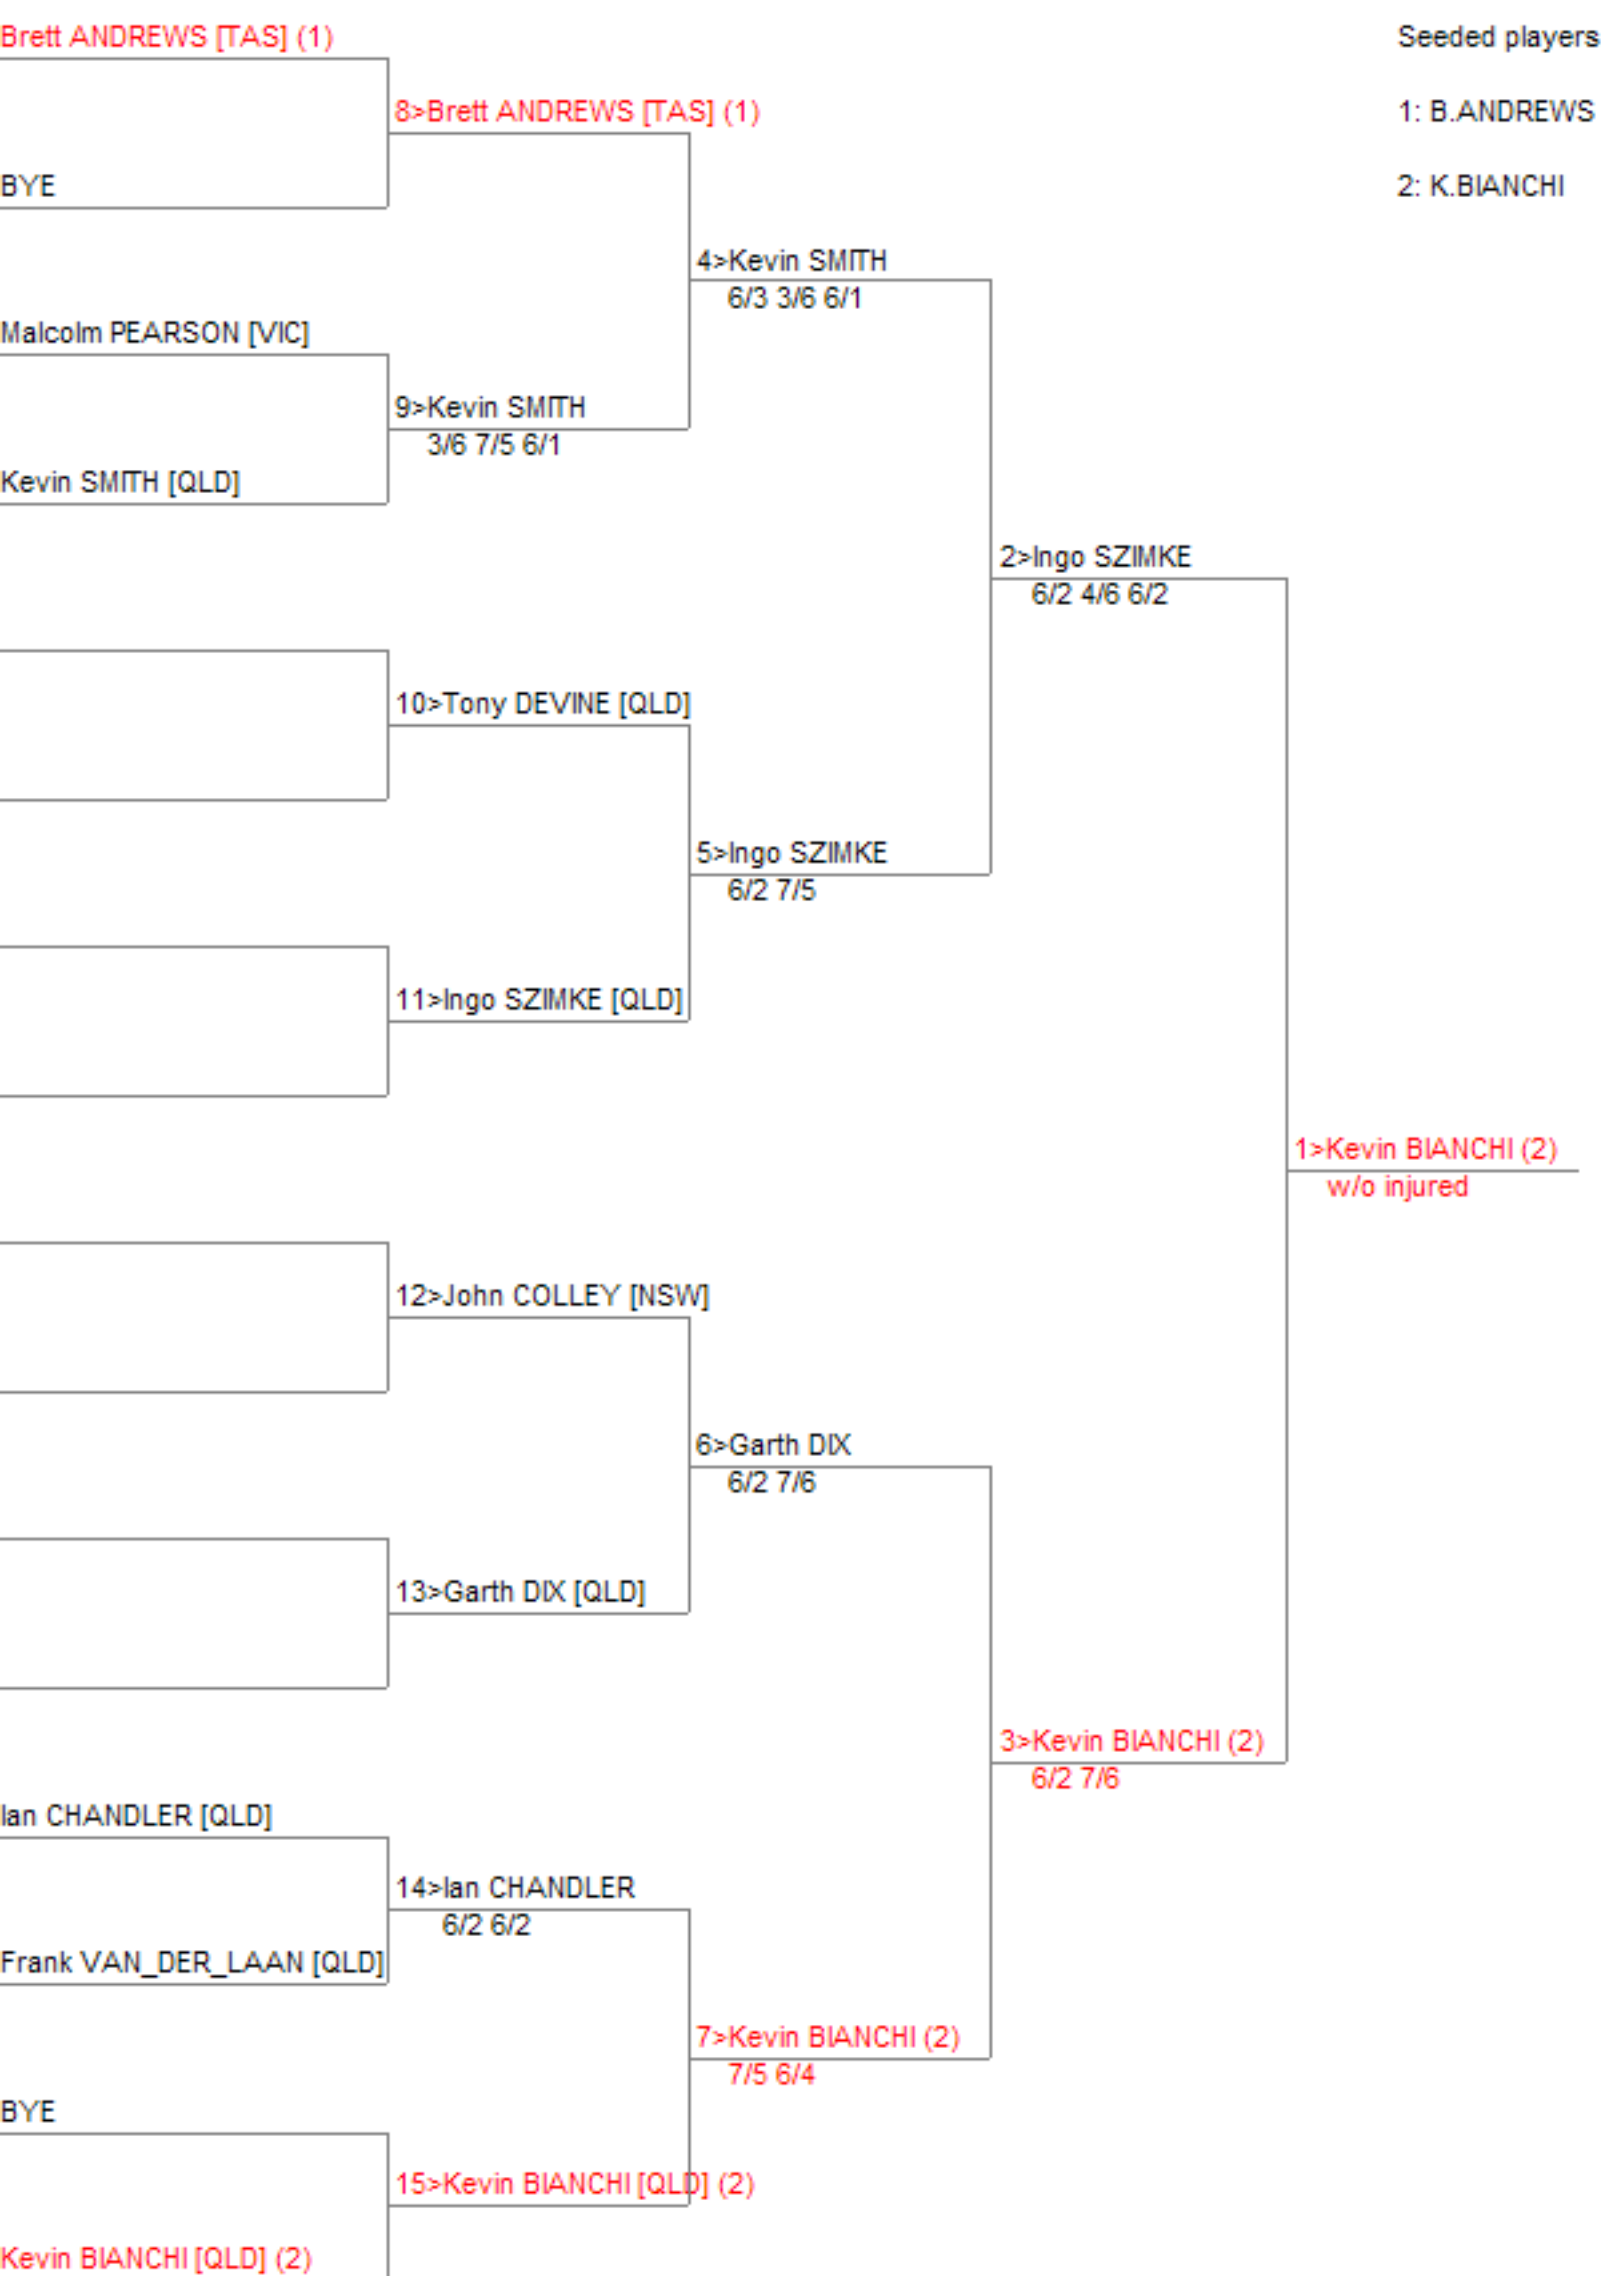 Brett ANDREWS [TAS] (1)
Seeded players
8>Brett ANDREWS [TAS] (1)
1: B.ANDREWS
BYE
2: K.BIANCHI
4>Kevin SMITH
6/3 3/6 6/1
Malcolm PEARSON [VIC]
9>Kevin SMITH
3/6 7/5 6/1
Kevin SMITH [QLD]
2>Ingo SZIMKE
6/2 4/6 6/2
10>Tony DEVINE [QLD]
5>Ingo SZIMKE
6/2 7/5
11>Ingo SZIMKE [QLD]
1>Kevin BIANCHI (2)
w/o injured
12>John COLLEY [NSW]
6>Garth DIX
6/2 7/6
13>Garth DIX [QLD]
3>Kevin BIANCHI (2)
6/2 7/6
Ian CHANDLER [QLD]
14>Ian CHANDLER
6/2 6/2
Frank VAN_DER_LAAN [QLD]
7>Kevin BIANCHI (2)
7/5 6/4
BYE
15>Kevin BIANCHI [QLD] (2)
Kevin BIANCHI [QLD] (2)